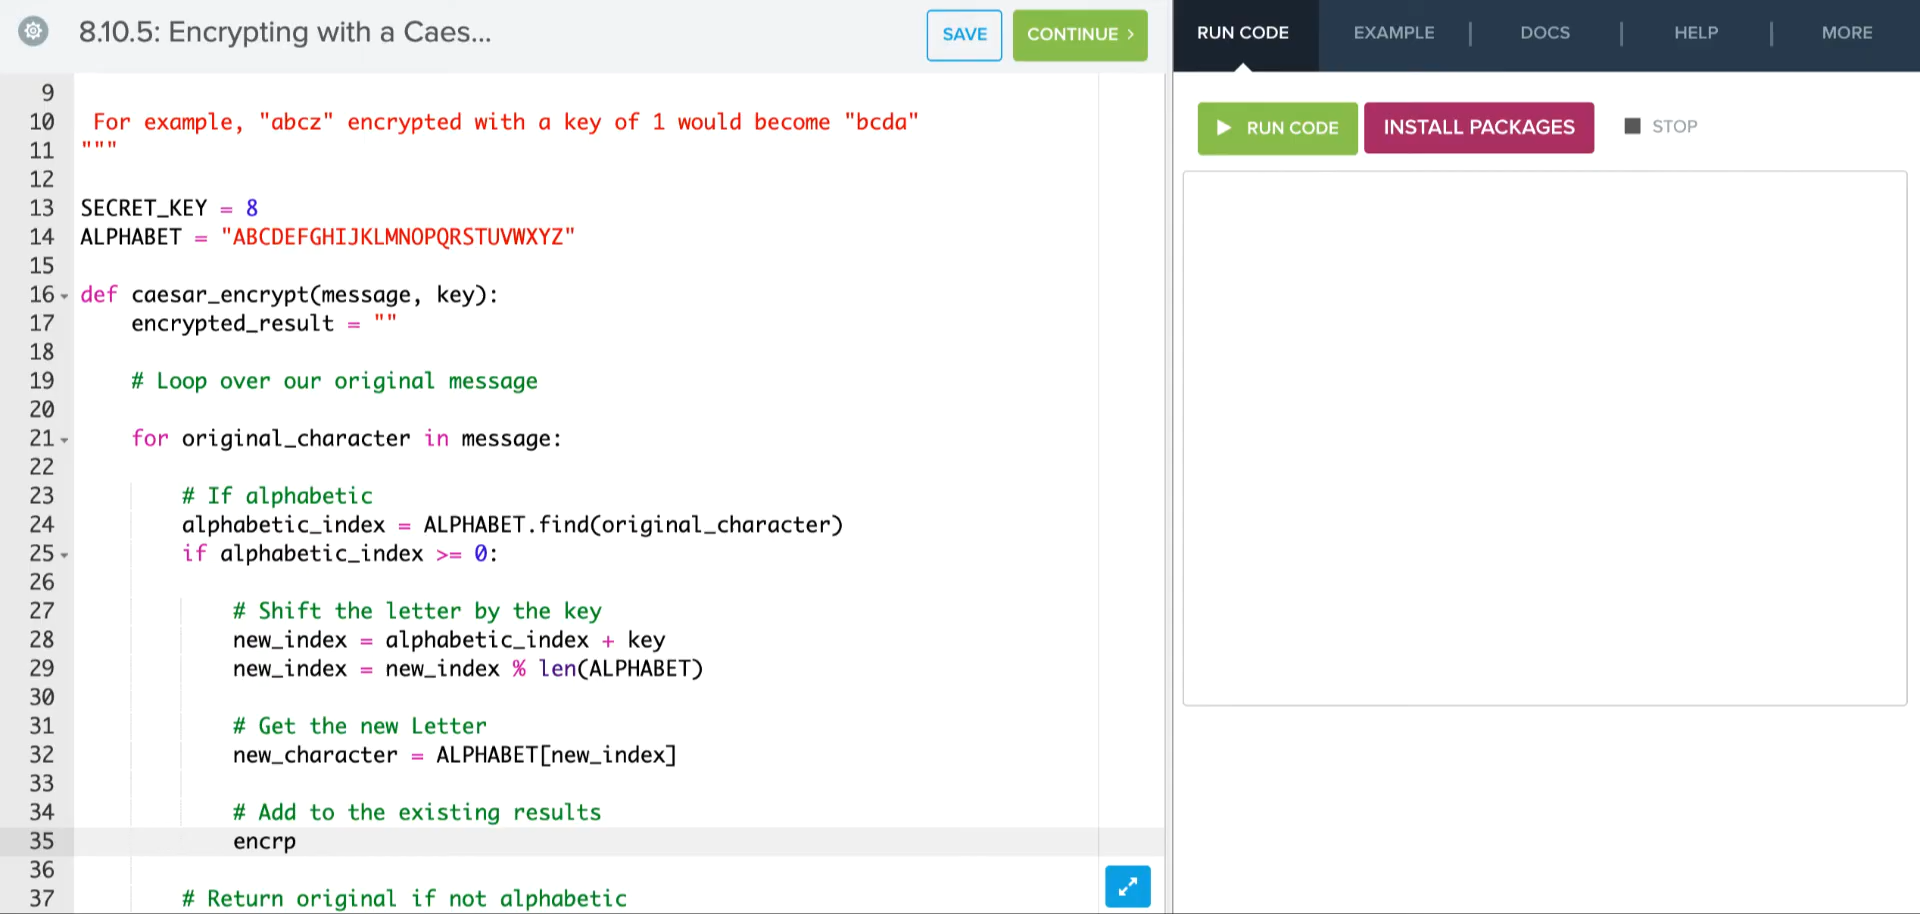 8.10.5: Encrypting with a Caes...
SAVE
CONTINUE >
RUN CODE
EXAMPLE
|
DOCS
|
HELP
|
MORE
RUN CODE
INSTALL PACKAGES
STOP
9
10 For example, "abcz" encrypted with a key of 1 would become "bcda"
11 """
12
13 SECRET_KEY = 8
14 ALPHABET = "ABCDEFGHIJKLMNOPQRSTUVWXYZ"
15
16 def caesar_encrypt(message, key):
17 encrypted_result = ""
18
19 # Loop over our original message
20
21 for original_character in message:
22
23 # If alphabetic
24 alphabetic_index = ALPHABET.find(original_character)
25 if alphabetic_index >= 0:
26
27 # Shift the letter by the key
28 new_index = alphabetic_index + key
29 new_index = new_index % len(ALPHABET)
30
31 # Get the new Letter
32 new_character = ALPHABET[new_index]
33
34 # Add to the existing results
35 encrp
36
37 # Return original if not alphabetic